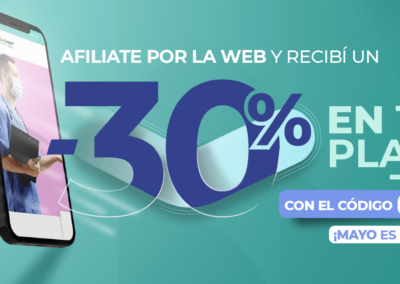 AFILIATE POR LA WEB Y RECIBÍ UN
-30%
EN
CON EL CÓDIGO
¡MAYO ES